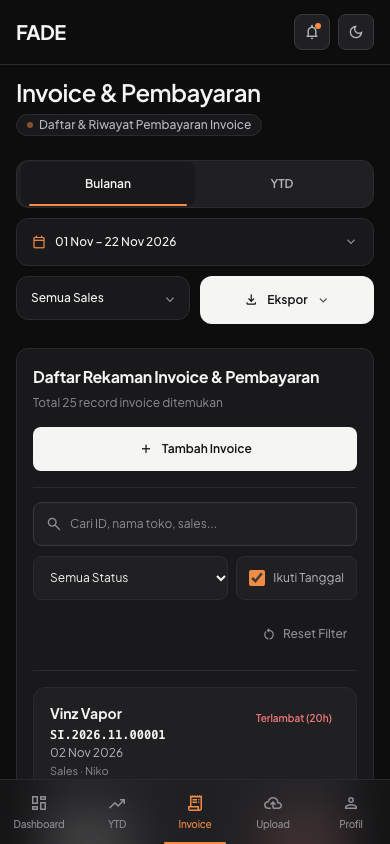 FADE
Invoice & Pembayaran
Daftar & Riwayat Pembayaran Invoice
Bulanan YTD
01 Nov – 22 Nov 2026
Semua Sales Ekspor
Daftar Rekaman Invoice & Pembayaran
Total 25 record invoice ditemukan
+ Tambah Invoice
Cari ID, nama toko, sales...
Semua Status Ikuti Tanggal
Reset Filter
Vinz Vapor Terlambat (20h)
SI.2026.11.00001
02 Nov 2026
Sales · Niko
Dashboard YTD Invoice Upload Profil